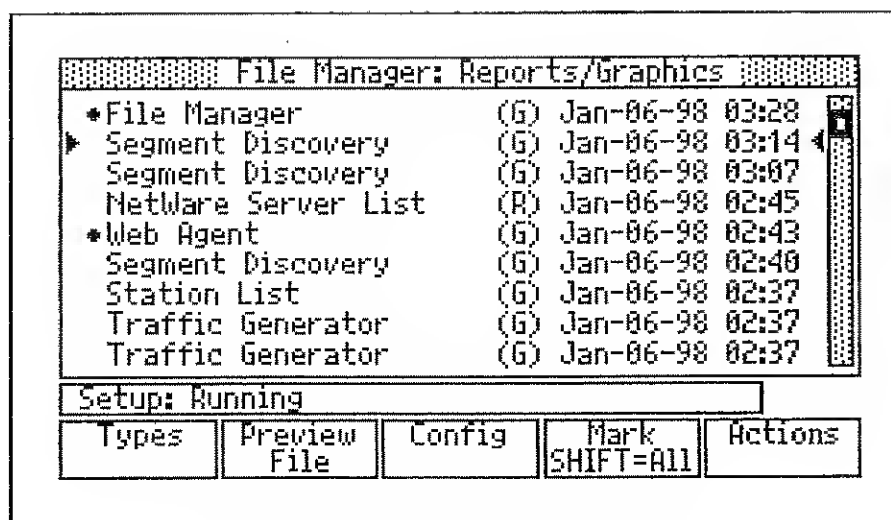 File Manager: Reports/Graphics
•File Manager (G) Jan-06-98 03:28
Segment Discovery (G) Jan-06-98 03:14
Segment Discovery (G) Jan-06-98 03:07
NetWare Server List (R) Jan-06-98 02:45
•Web Agent (G) Jan-06-98 02:43
Segment Discovery (G) Jan-06-98 02:40
Station List (G) Jan-06-98 02:37
Traffic Generator (G) Jan-06-98 02:37
Traffic Generator (G) Jan-06-98 02:37
Setup: Running
Types
Preview
File
Config
Mark
SHIFT=All
Actions